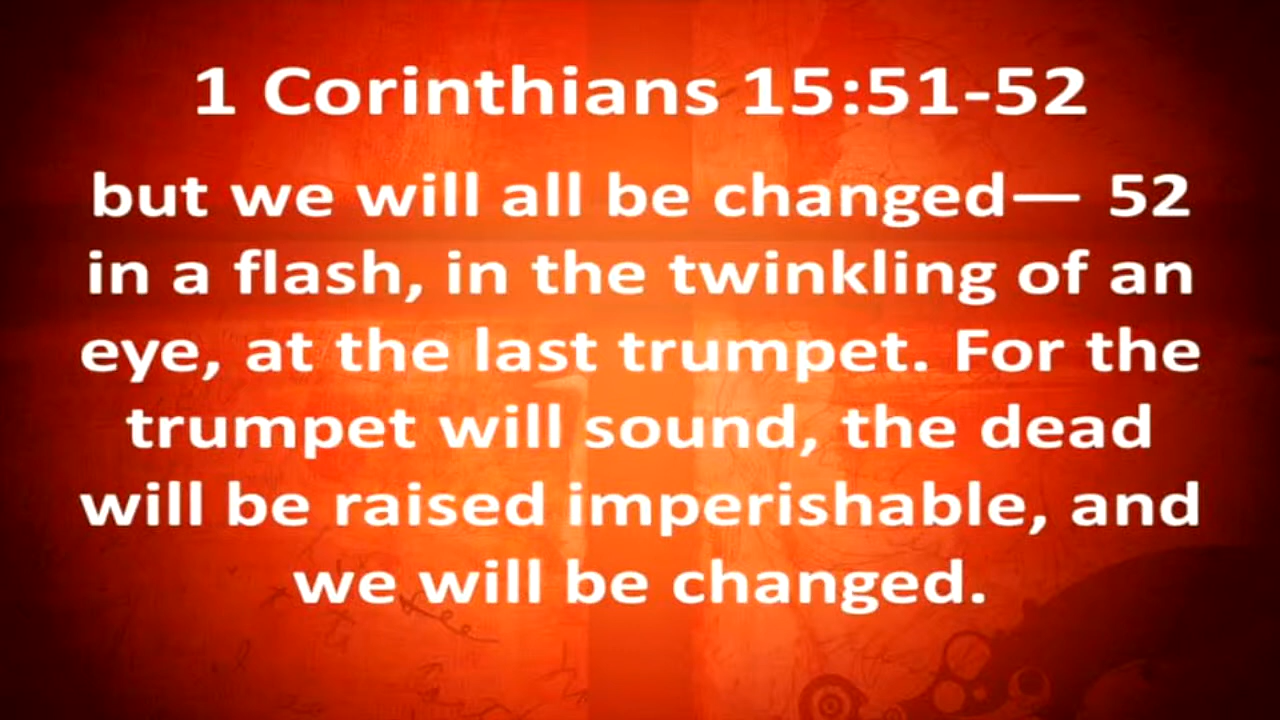 1 Corinthians 15:51-52
but we will all be changed— 52
in a flash, in the twinkling of an
eye, at the last trumpet. For the
trumpet will sound, the dead
will be raised imperishable, and
we will be changed.